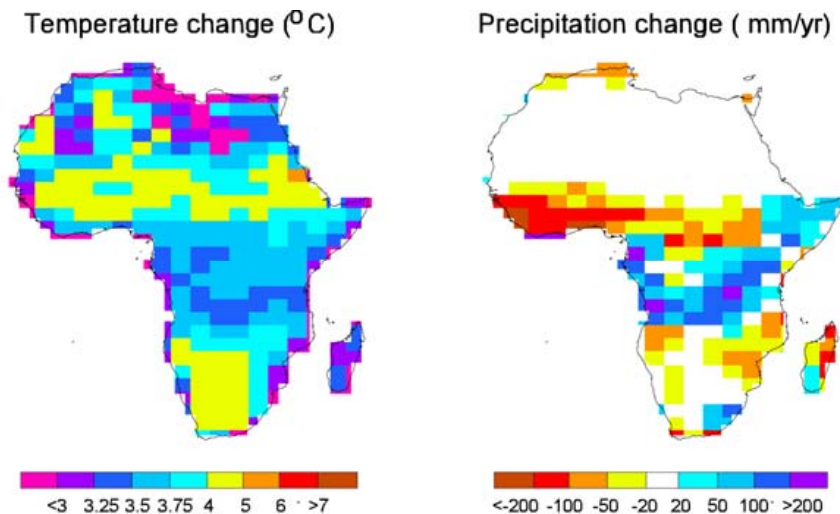 Temperature change (°C)
Precipitation change ( mm/yr)
<3 3.25 3.5 3.75 4 5 6 >7
<-200 -100 -50 -20 20 50 100 >200